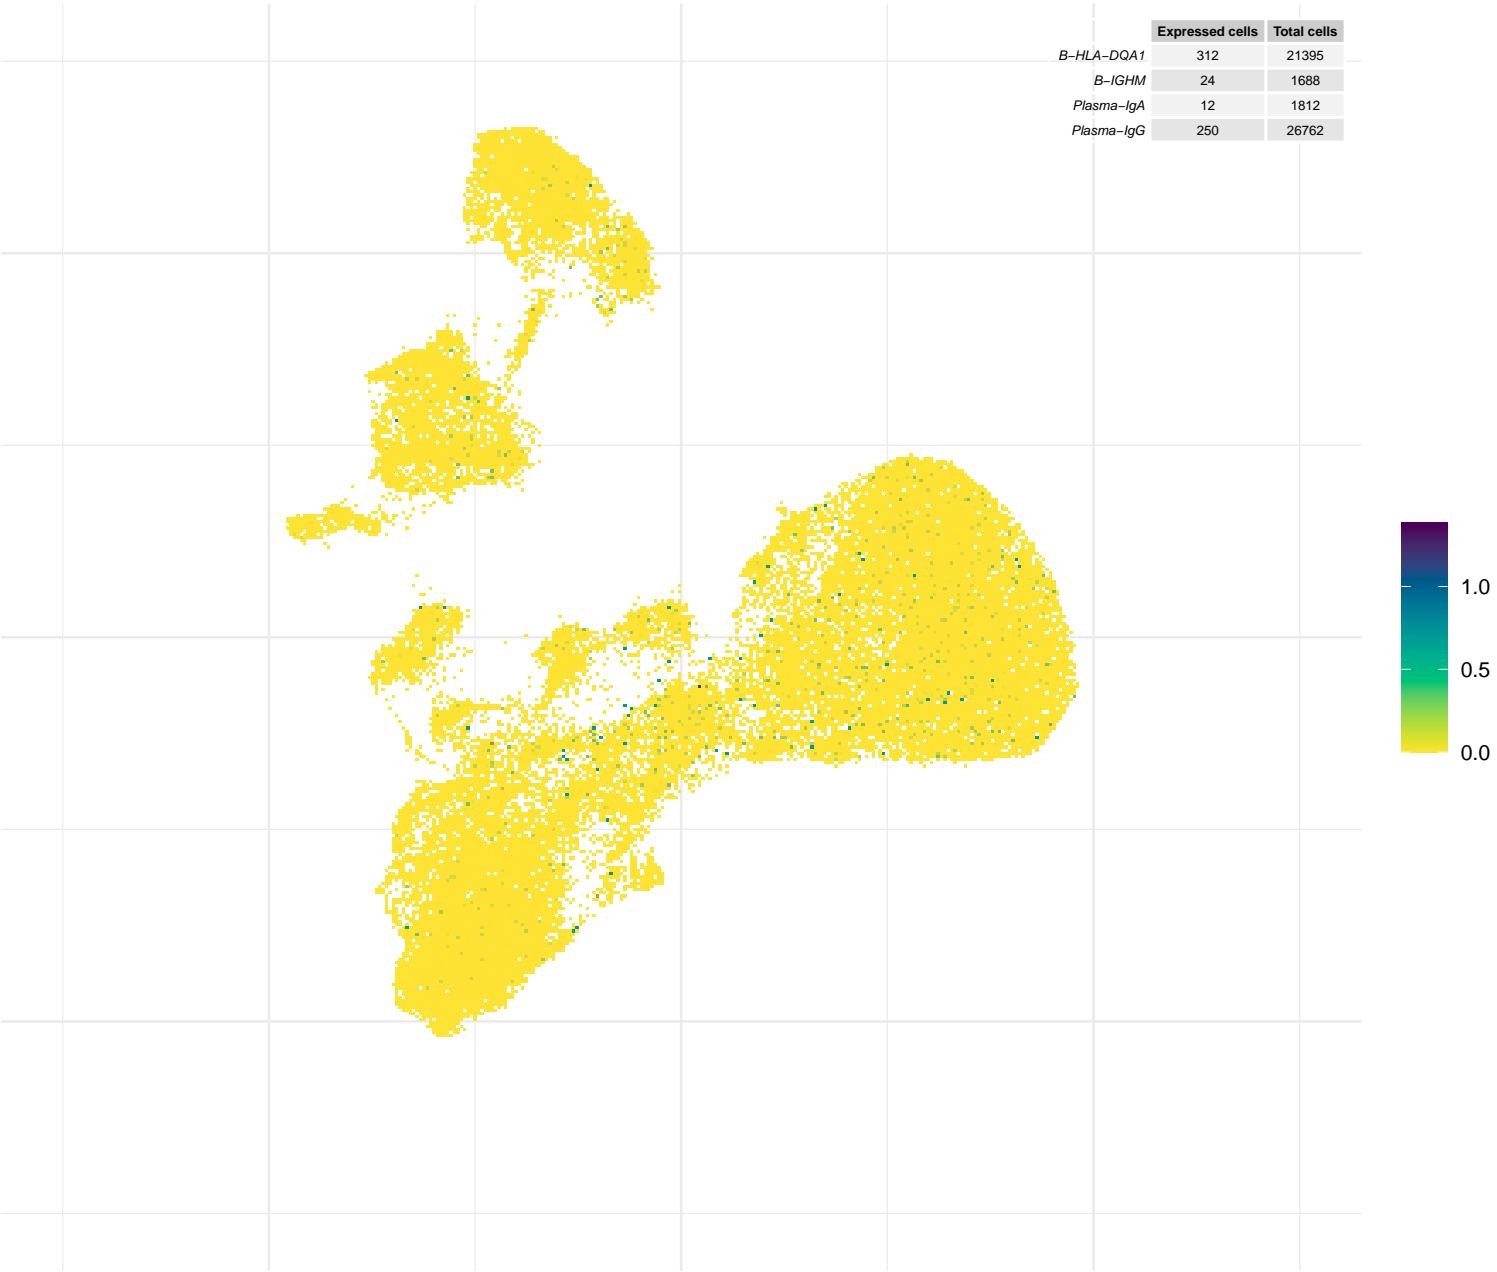 Expressed cells Total cells
B−HLA−DQA1 312 21395
B−IGHM 24 1688
Plasma−IgA 12 1812
Plasma−IgG 250 26762
1.0
0.5
0.0